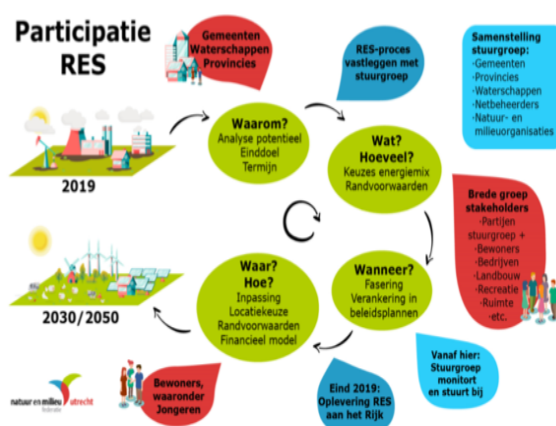 Participatie
RES
Gemeenten
Waterschappen
Provincies
RES-proces
vastleggen met
stuurgroep
Samenstelling
stuurgroep:
·Gemeenten
·Provincies
·Waterschappen
·Netbeheerders
·Natuur- en
milieuorganisaties
2019
Waarom?
Analyse potentieel
Einddoel
Termijn
Wat?
Hoeveel?
Keuzes energiemix
Randvoorwaarden
Brede groep
stakeholders
·Partijen
stuurgroep +
·Bewoners
·Bedrijven
·Landbouw
·Recreatie
·Ruimte
·etc.
Wanneer?
Fasering
Verankering in
beleidsplannen
Waar?
Hoe?
Inpassing
Locatiekeuze
Randvoorwaarden
Financieel model
2030/2050
Vanaf hier:
Stuurgroep
monitort
en stuurt bij
Eind 2019:
Oplevering RES
aan het Rijk
Bewoners,
waaronder
Jongeren
natuur en milieu utrecht
federatie